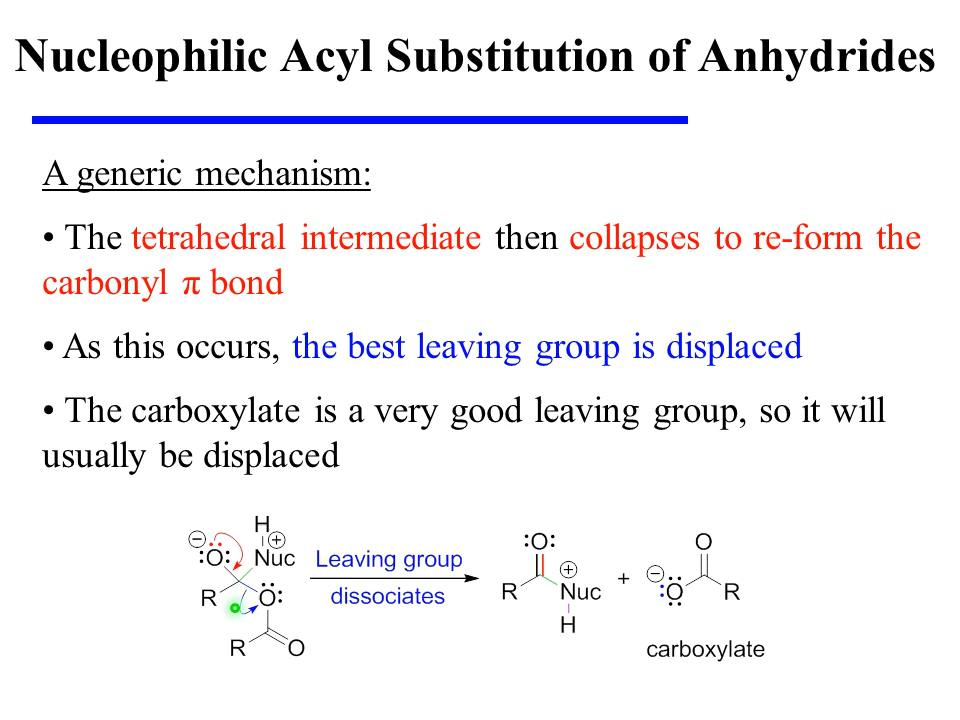 Nucleophilic Acyl Substitution of Anhydrides
A generic mechanism:
• The tetrahedral intermediate then collapses to re-form the
carbonyl π bond
• As this occurs, the best leaving group is displaced
• The carboxylate is a very good leaving group, so it will
usually be displaced
H
O Nuc
R O
R O
Leaving group
dissociates
O
R Nuc
H
+
O
O R
carboxylate